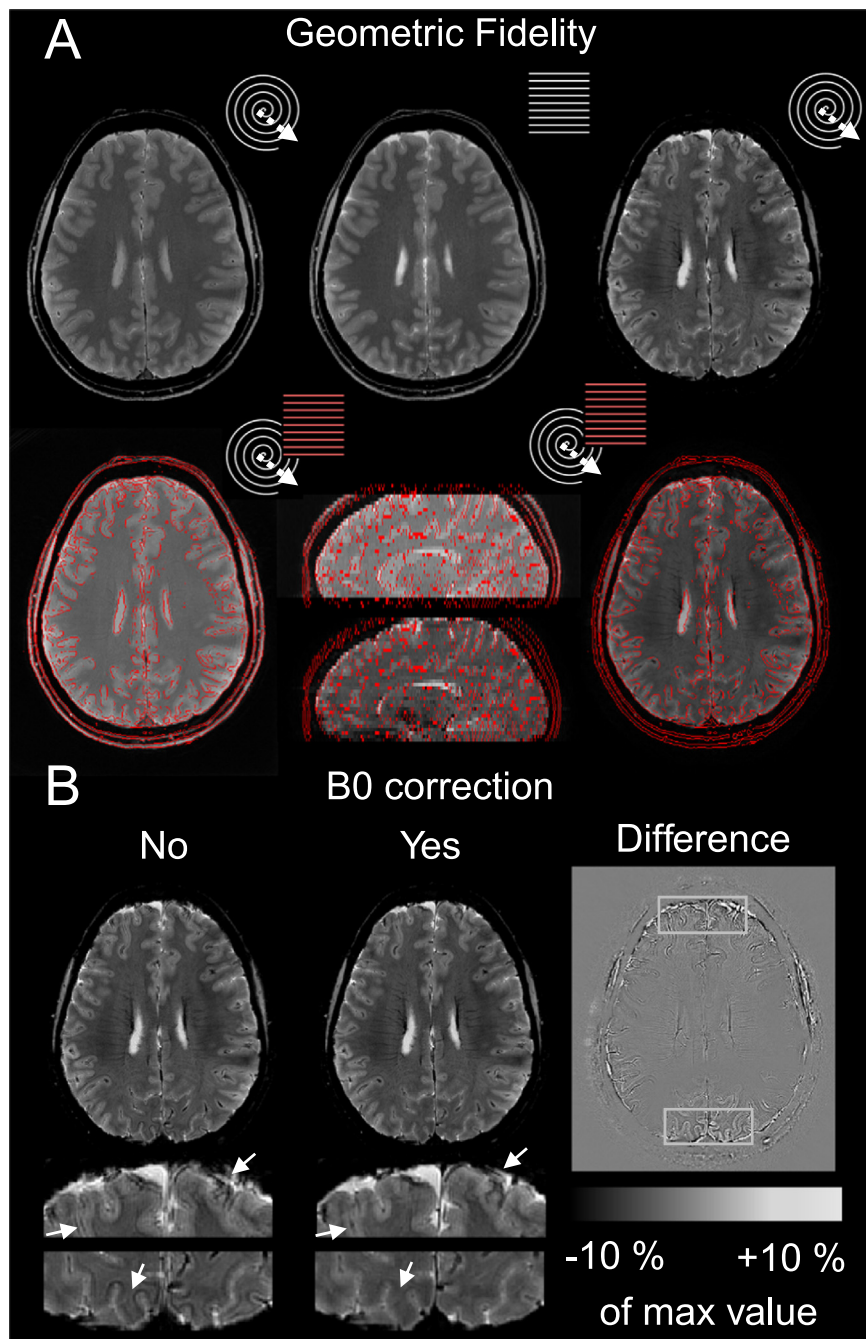 A
Geometric Fidelity
B
B0 correction
No
Yes
Difference
-10 %
+10 %
of max value